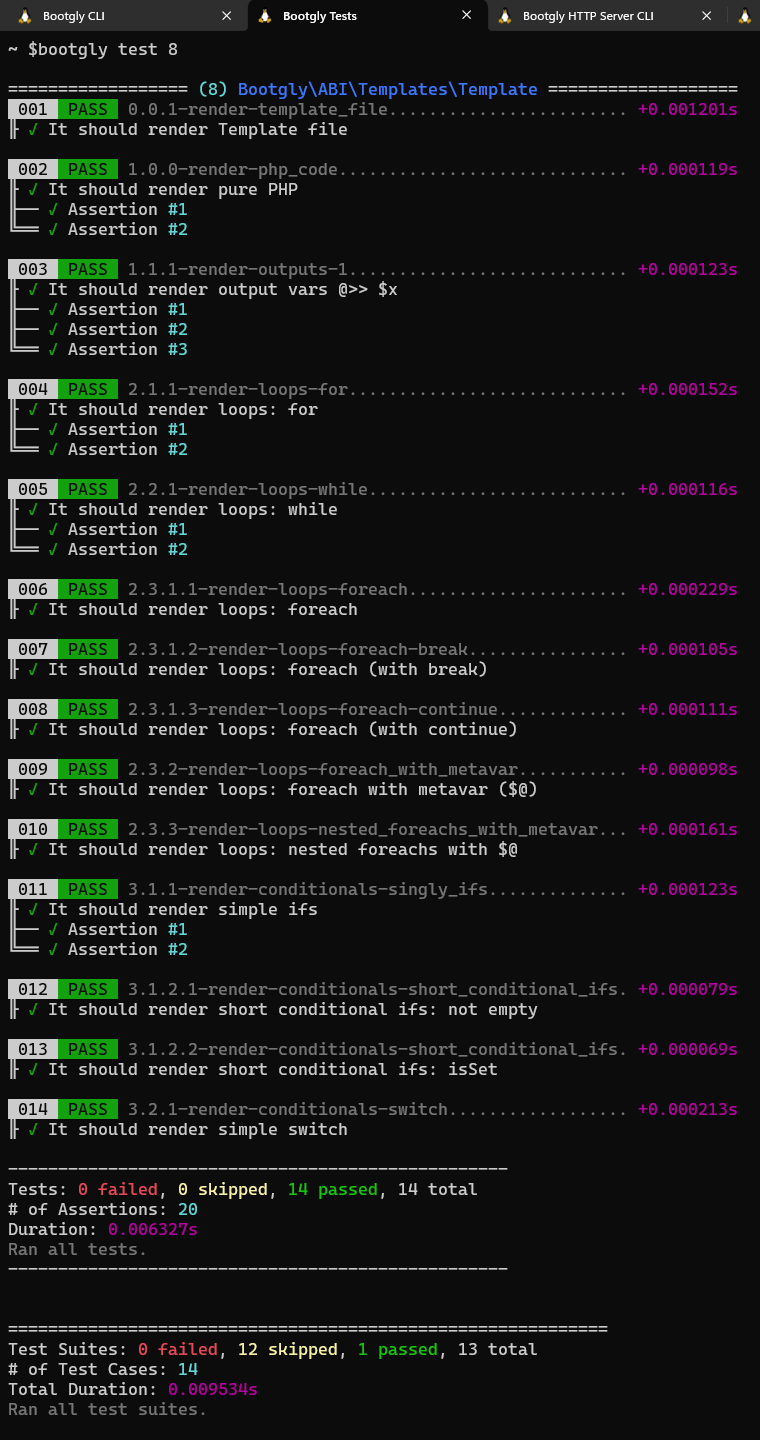 Bootgly CLI
Bootgly Tests
Bootgly HTTP Server CLI
~ $bootgly test 8
================== (8) Bootgly\ABI\Templates\Template ===================
001 PASS 0.0.1-render-template_file........................ +0.001201s
✓ It should render Template file
002 PASS 1.0.0-render-php_code............................. +0.000119s
✓ It should render pure PHP
✓ Assertion #1
✓ Assertion #2
003 PASS 1.1.1-render-outputs-1............................ +0.000123s
✓ It should render output vars @>> $x
✓ Assertion #1
✓ Assertion #2
✓ Assertion #3
004 PASS 2.1.1-render-loops-for............................ +0.000152s
✓ It should render loops: for
✓ Assertion #1
✓ Assertion #2
005 PASS 2.2.1-render-loops-while.......................... +0.000116s
✓ It should render loops: while
✓ Assertion #1
✓ Assertion #2
006 PASS 2.3.1.1-render-loops-foreach...................... +0.000229s
✓ It should render loops: foreach
007 PASS 2.3.1.2-render-loops-foreach-break................ +0.000105s
✓ It should render loops: foreach (with break)
008 PASS 2.3.1.3-render-loops-foreach-continue............. +0.000111s
✓ It should render loops: foreach (with continue)
009 PASS 2.3.2-render-loops-foreach_with_metavar........... +0.000098s
✓ It should render loops: foreach with metavar ($@)
010 PASS 2.3.3-render-loops-nested_foreachs_with_metavar... +0.000161s
✓ It should render loops: nested foreachs with $@
011 PASS 3.1.1-render-conditionals-singly_ifs.............. +0.000123s
✓ It should render simple ifs
✓ Assertion #1
✓ Assertion #2
012 PASS 3.1.2.1-render-conditionals-short_conditional_ifs. +0.000079s
✓ It should render short conditional ifs: not empty
013 PASS 3.1.2.2-render-conditionals-short_conditional_ifs. +0.000069s
✓ It should render short conditional ifs: isSet
014 PASS 3.2.1-render-conditionals-switch.................. +0.000213s
✓ It should render simple switch
Tests: 0 failed, 0 skipped, 14 passed, 14 total
# of Assertions: 20
Duration: 0.006327s
Ran all tests.
============================================================
Test Suites: 0 failed, 12 skipped, 1 passed, 13 total
# of Test Cases: 14
Total Duration: 0.009534s
Ran all test suites.